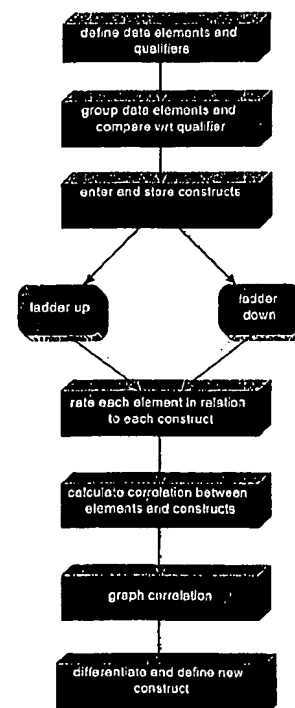 define data elements and
qualifiers
group data elements and
compare wrt qualifier
enter and store constructs
ladder up
ladder
down
rate each element in relation
to each construct
calculate correlation between
elements and constructs
graph correlation
differentiate and define new
construct